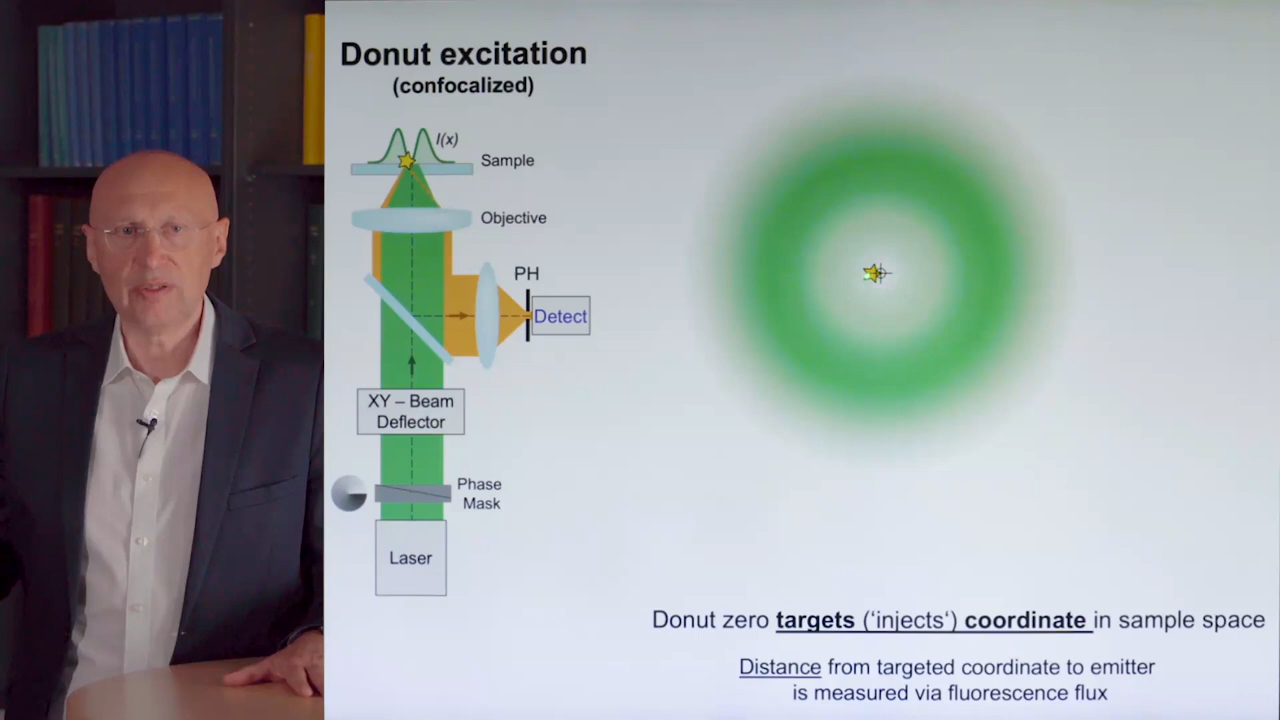 Donut excitation
(confocalized)
I(x)
Sample
Objective
PH
Detect
XY – Beam
Deflector
Phase
Mask
Laser
Donut zero targets (‘injects‘) coordinate in sample space
Distance from targeted coordinate to emitter
is measured via fluorescence flux